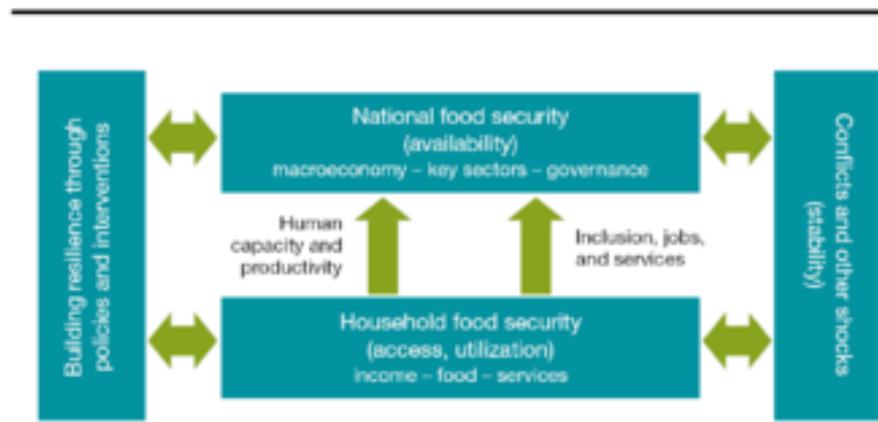 Building resilience through
policies and interventions
National food security
(availability)
macroeconomy – key sectors – governance
Human
capacity and
productivity
Inclusion, jobs,
and services
Household food security
(access, utilization)
income – food – services
Conflicts and other shocks
(stability)